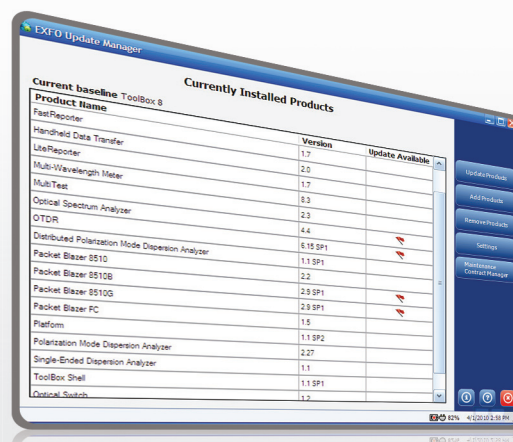 EXFO Update Manager
Currently Installed Products
Current baseline ToolBox 8
Product Name Version Update Available
FastReporter 1.7
Handheld Data Transfer 2.0
LiteReporter 1.7
Multi-Wavelength Meter 8.3
MultiTest 2.3
Optical Spectrum Analyzer 4.4
OTDR 6.15 SP1
Distributed Polarization Mode Dispersion Analyzer 1.1 SP1
Packet Blazer 8510 2.2
Packet Blazer 8510B 2.9 SP1
Packet Blazer 8510G 2.9 SP1
Packet Blazer FC 1.5
Platform 1.1 SP2
Polarization Mode Dispersion Analyzer 2.27
Single-Ended Dispersion Analyzer 1.1
ToolBox Shell 1.1 SP1
Optical Switch 1.2
Update Products
Add Products
Remove Products
Settings
Maintenance
Contract Manager
82% 4/1/2010 2:58 PM